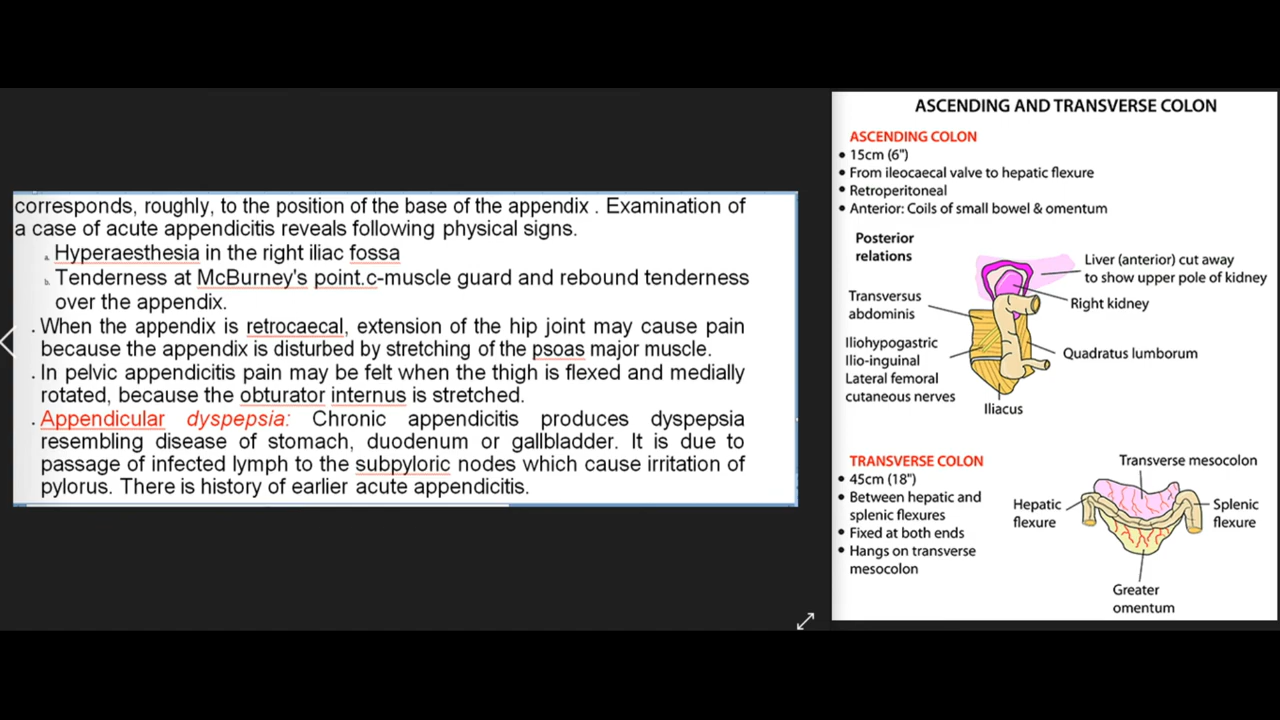 corresponds, roughly, to the position of the base of the appendix . Examination of
a case of acute appendicitis reveals following physical signs.
a. Hyperaesthesia in the right iliac fossa
b. Tenderness at McBurney's point.c-muscle guard and rebound tenderness
over the appendix.
. When the appendix is retrocaecal, extension of the hip joint may cause pain
because the appendix is disturbed by stretching of the psoas major muscle.
. In pelvic appendicitis pain may be felt when the thigh is flexed and medially
rotated, because the obturator internus is stretched.
. Appendicular dyspepsia: Chronic appendicitis produces dyspepsia
resembling disease of stomach, duodenum or gallbladder. It is due to
passage of infected lymph to the subpyloric nodes which cause irritation of
pylorus. There is history of earlier acute appendicitis.
ASCENDING AND TRANSVERSE COLON
ASCENDING COLON
• 15cm (6")
• From ileocaecal valve to hepatic flexure
• Retroperitoneal
• Anterior: Coils of small bowel & omentum
Posterior
relations
Liver (anterior) cut away
to show upper pole of kidney
Right kidney
Transversus
abdominis
Iliohypogastric
Ilio-inguinal
Lateral femoral
cutaneous nerves
Quadratus lumborum
Iliacus
TRANSVERSE COLON
• 45cm (18")
• Between hepatic and
splenic flexures
• Fixed at both ends
• Hangs on transverse
mesocolon
Transverse mesocolon
Hepatic
flexure
Splenic
flexure
Greater
omentum